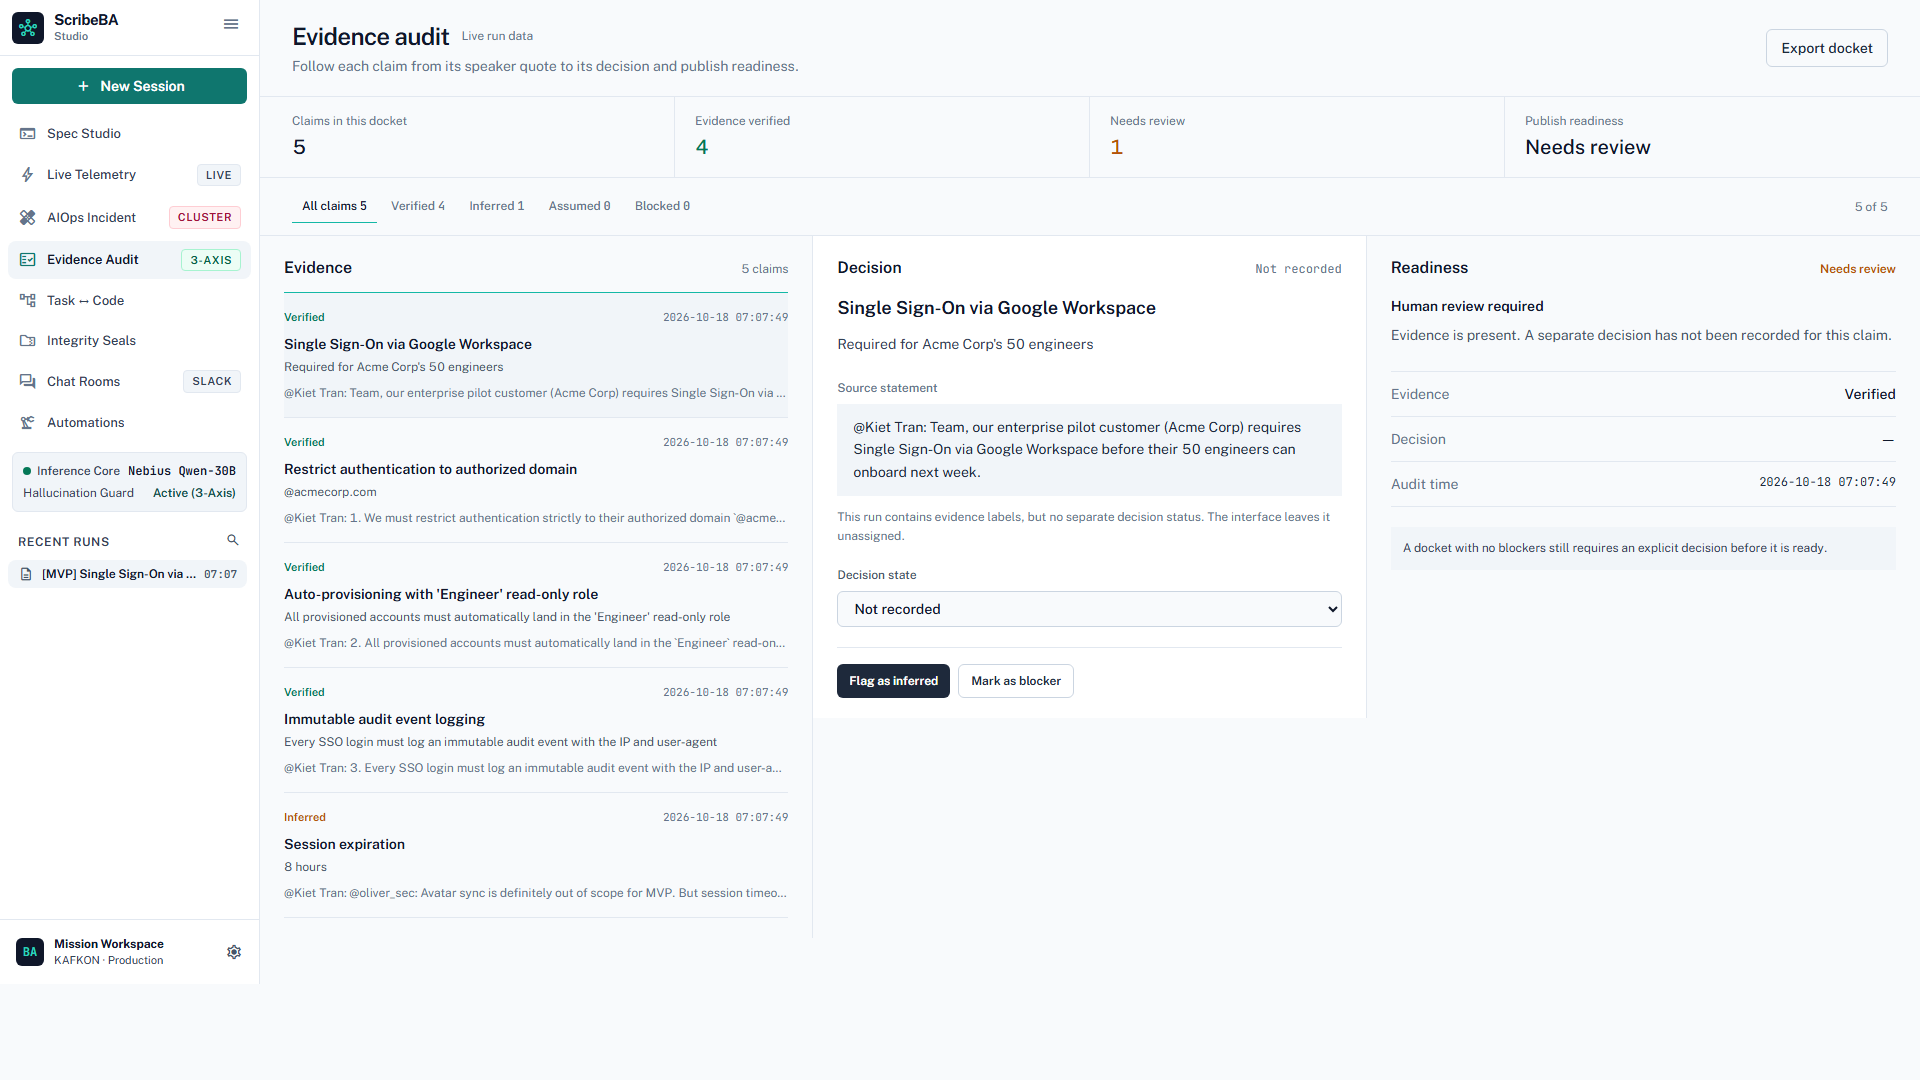 ScribeBA
Studio
New Session
Spec Studio
Live Telemetry LIVE
AIOps Incident CLUSTER
Evidence Audit 3-AXIS
Task ↔ Code
Integrity Seals
Chat Rooms SLACK
Automations
Inference Core Nebius Qwen-30B
Hallucination Guard Active (3-Axis)
RECENT RUNS
[MVP] Single Sign-On via ... 07:07
BA
Mission Workspace
KAFKON · Production
Evidence audit Live run data
Follow each claim from its speaker quote to its decision and publish readiness.
Export docket
Claims in this docket
5
Evidence verified
4
Needs review
1
Publish readiness
Needs review
All claims 5 Verified 4 Inferred 1 Assumed 0 Blocked 0
5 of 5
Evidence 5 claims
Verified 2026-10-18 07:07:49
Single Sign-On via Google Workspace
Required for Acme Corp's 50 engineers
@Kiet Tran: Team, our enterprise pilot customer (Acme Corp) requires Single Sign-On via ...
Verified 2026-10-18 07:07:49
Restrict authentication to authorized domain
@acmecorp.com
@Kiet Tran: 1. We must restrict authentication strictly to their authorized domain `@acme...
Verified 2026-10-18 07:07:49
Auto-provisioning with 'Engineer' read-only role
All provisioned accounts must automatically land in the 'Engineer' read-only role
@Kiet Tran: 2. All provisioned accounts must automatically land in the `Engineer` read-on...
Verified 2026-10-18 07:07:49
Immutable audit event logging
Every SSO login must log an immutable audit event with the IP and user-agent
@Kiet Tran: 3. Every SSO login must log an immutable audit event with the IP and user-a...
Inferred 2026-10-18 07:07:49
Session expiration
8 hours
@Kiet Tran: @oliver_sec: Avatar sync is definitely out of scope for MVP. But session timeo...
Decision Not recorded
Single Sign-On via Google Workspace
Required for Acme Corp's 50 engineers
Source statement
@Kiet Tran: Team, our enterprise pilot customer (Acme Corp) requires
Single Sign-On via Google Workspace before their 50 engineers can
onboard next week.
This run contains evidence labels, but no separate decision status. The interface leaves it
unassigned.
Decision state
Not recorded
Flag as inferred Mark as blocker
Readiness Needs review
Human review required
Evidence is present. A separate decision has not been recorded for this claim.
Evidence Verified
Decision —
Audit time 2026-10-18 07:07:49
A docket with no blockers still requires an explicit decision before it is ready.